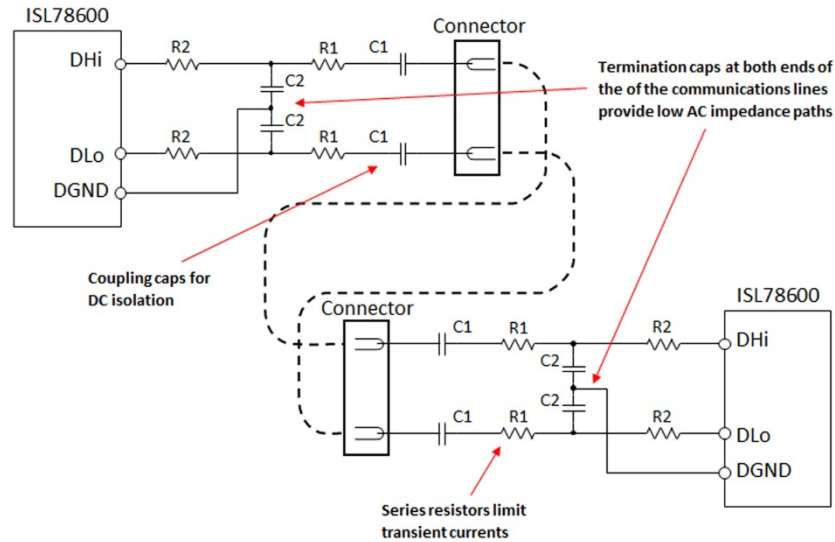 ISL78600
DHi
R2
R1
C1
Connector
C2
C2
DLo
R2
R1
C1
DGND
Termination caps at both ends of
the of the communications lines
provide low AC impedance paths
Coupling caps for
DC isolation
Connector
C1
R1
R2
ISL78600
DHi
C2
C2
C1
R1
R2
DLo
DGND
Series resistors limit
transient currents